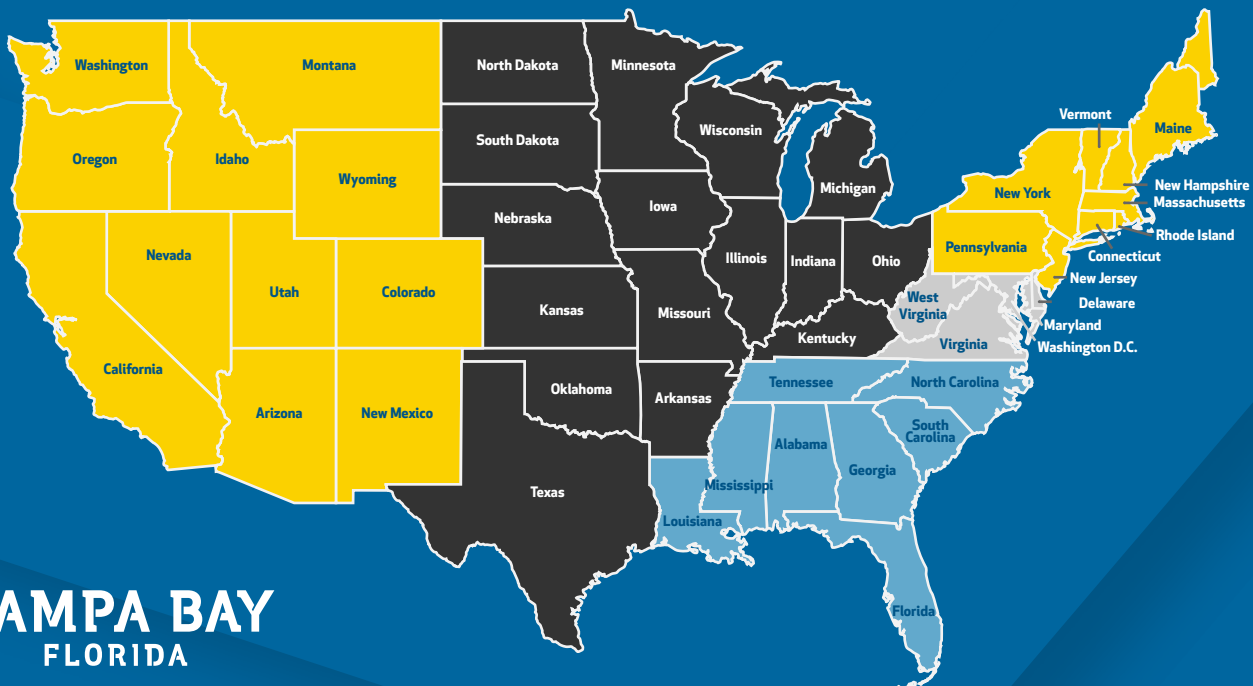 Washington
Montana
North Dakota
Minnesota
Vermont
Maine
Oregon
Idaho
Wyoming
South Dakota
Wisconsin
Michigan
New York
New Hampshire
Massachusetts
Rhode Island
Connecticut
Nebraska
Iowa
Pennsylvania
New Jersey
Nevada
Utah
Colorado
Illinois
Indiana
Ohio
Delaware
Kansas
Missouri
West
Virginia
Maryland
Kentucky
Virginia
Washington D.C.
California
Arizona
New Mexico
Oklahoma
Arkansas
Tennessee
North Carolina
South
Carolina
Texas
Mississippi
Alabama
Georgia
Louisiana
Florida
AMPA BAY
FLORIDA